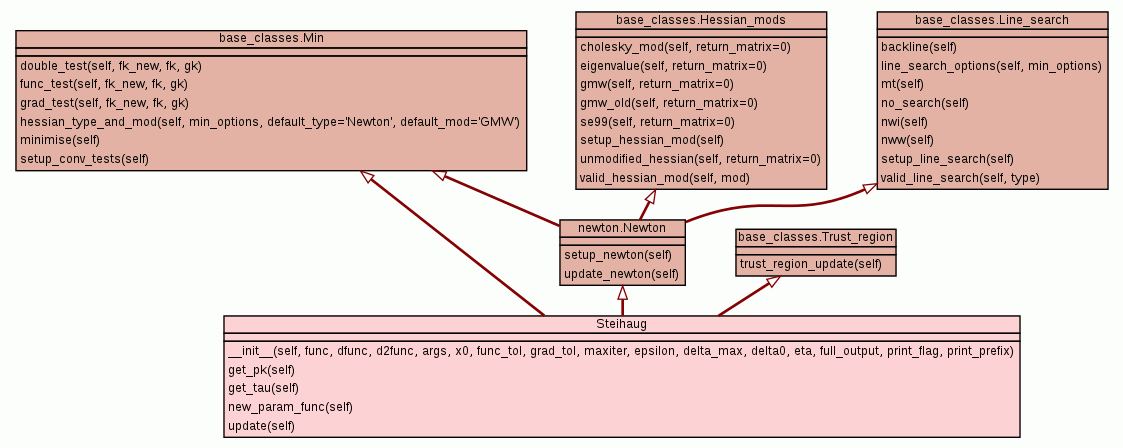 base_classes.Min
double_test(self, fk_new, fk, gk)
func_test(self, fk_new, fk, gk)
grad_test(self, fk_new, fk, gk)
hessian_type_and_mod(self, min_options, default_type='Newton', default_mod='GMW')
minimise(self)
setup_conv_tests(self)
base_classes.Hessian_mods
cholesky_mod(self, return_matrix=0)
eigenvalue(self, return_matrix=0)
gmw(self, return_matrix=0)
gmw_old(self, return_matrix=0)
se99(self, return_matrix=0)
setup_hessian_mod(self)
unmodified_hessian(self, return_matrix=0)
valid_hessian_mod(self, mod)
base_classes.Line_search
backline(self)
line_search_options(self, min_options)
mt(self)
no_search(self)
nwi(self)
nww(self)
setup_line_search(self)
valid_line_search(self, type)
newton.Newton
setup_newton(self)
update_newton(self)
base_classes.Trust_region
trust_region_update(self)
Steihaug
__init__(self, func, dfunc, d2func, args, x0, func_tol, grad_tol, maxiter, epsilon, delta_max, delta0, eta, full_output, print_flag, print_prefix)
get_pk(self)
get_tau(self)
new_param_func(self)
update(self)